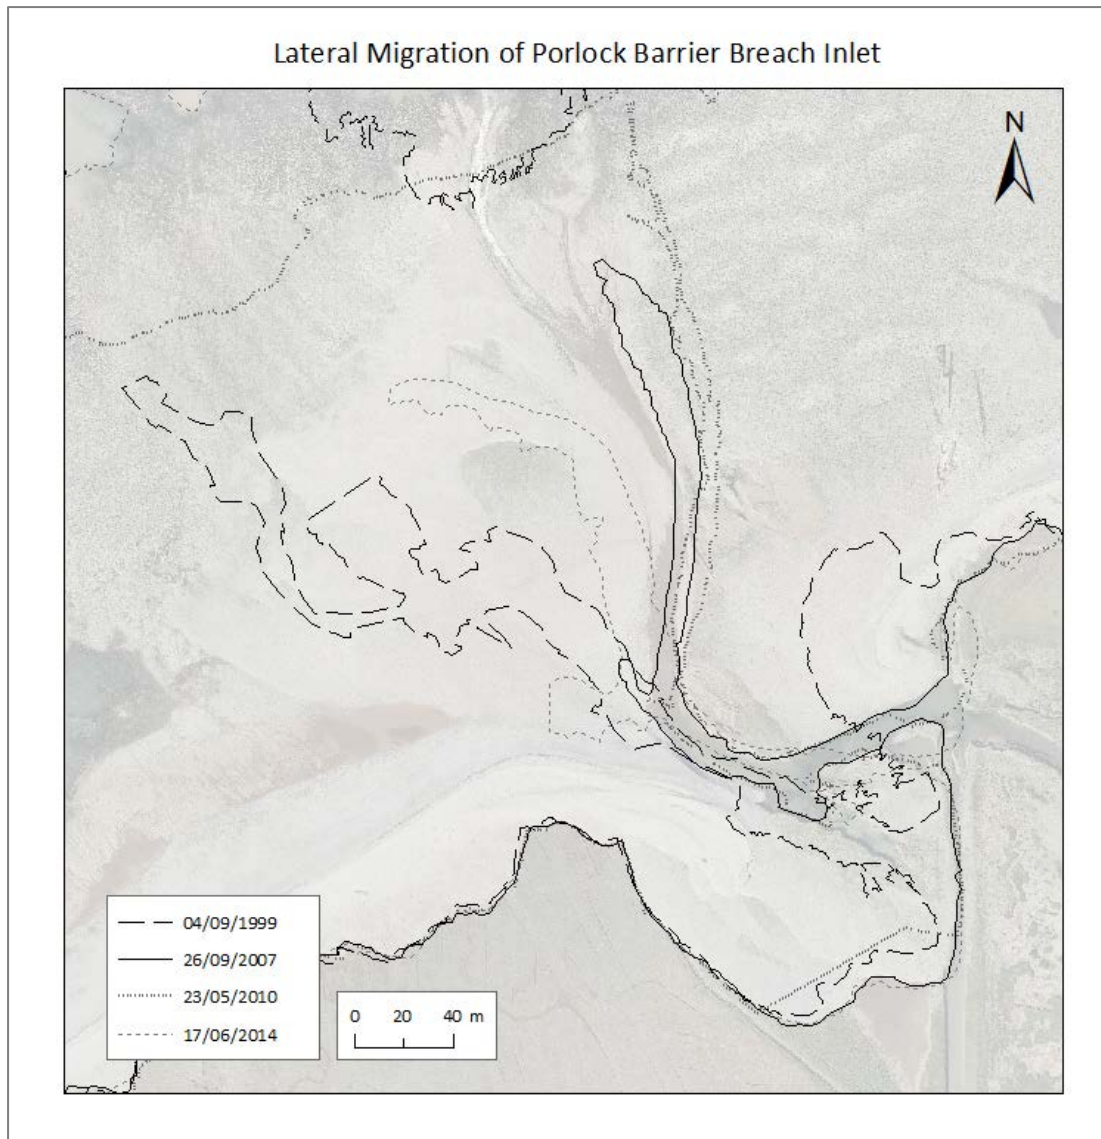 Lateral Migration of Porlock Barrier Breach Inlet
N
04/09/1999
26/09/2007
23/05/2010
17/06/2014
0 20 40 m